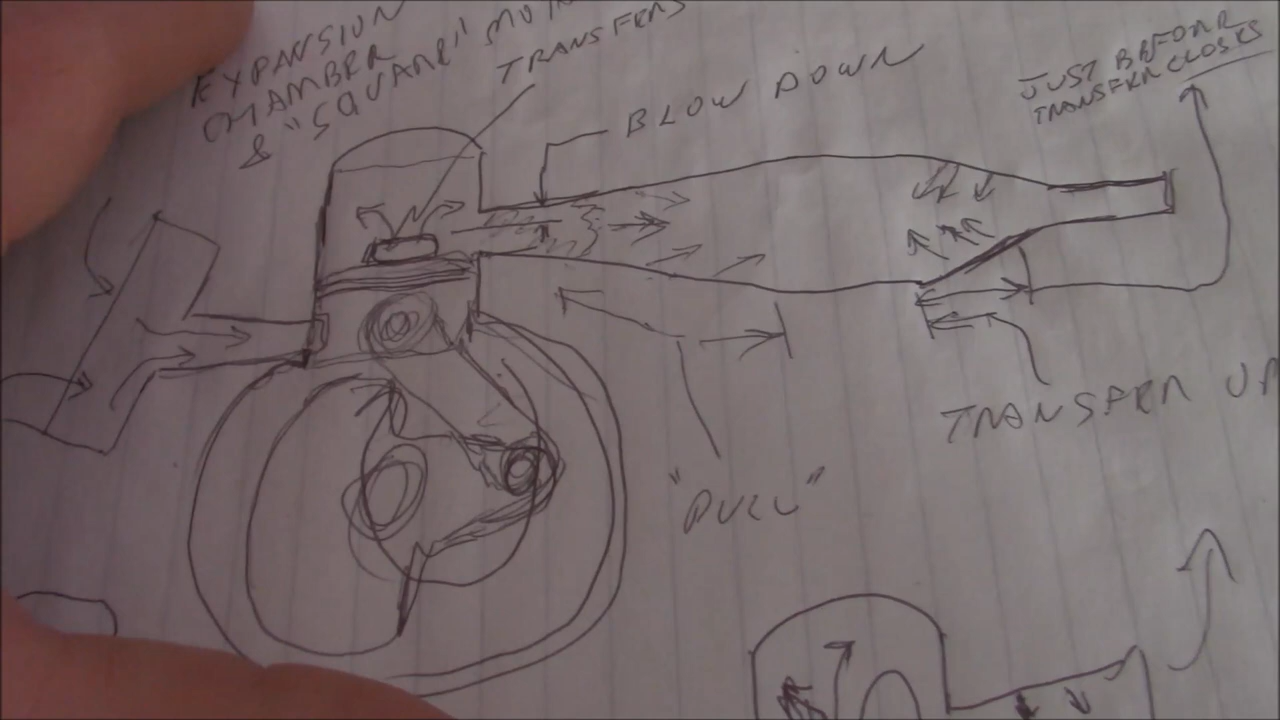 EXPANSION
CHAMBER
& "SQUARE"
TRANSFERS
BLOW DOWN
JUST BEFORE
TRANSFER CLOSES
TRANSFER
"PULL"